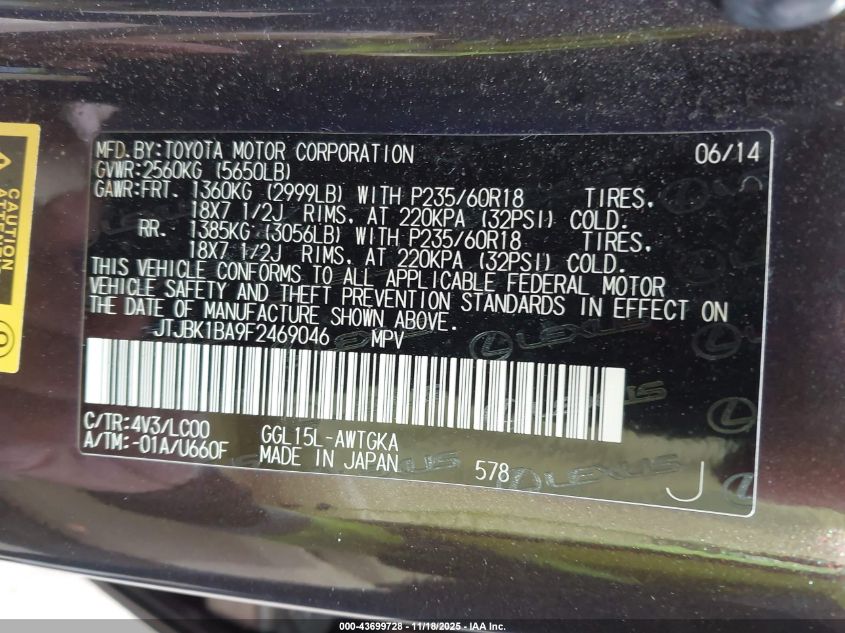 MFD.BY:TOYOTA MOTOR CORPORATION 06/14
GVWR:2560KG (5650LB)
GAWR:FRT. 1360KG (2999LB) WITH P235/60R18 TIRES,
18X7 1/2J RIMS. AT 220KPA (32PSI) COLD.
RR. 1385KG (3056LB) WITH P235/60R18 TIRES,
18X7 1/2J RIMS. AT 220KPA (32PSI) COLD.
THIS VEHICLE CONFORMS TO ALL APPLICABLE FEDERAL MOTOR
VEHICLE SAFETY AND THEFT PREVENTION STANDARDS IN EFFECT ON
THE DATE OF MANUFACTURE SHOWN ABOVE.
JTJBK1BA9F2469046 MPV
C/TR:4V3/LC00 GGL15L-AWTGKA
A/TM:-01A/U660F MADE IN JAPAN 578 J
LEXUS
CAUTION
000-43699728 - 11/18/2025 - IAA Inc.